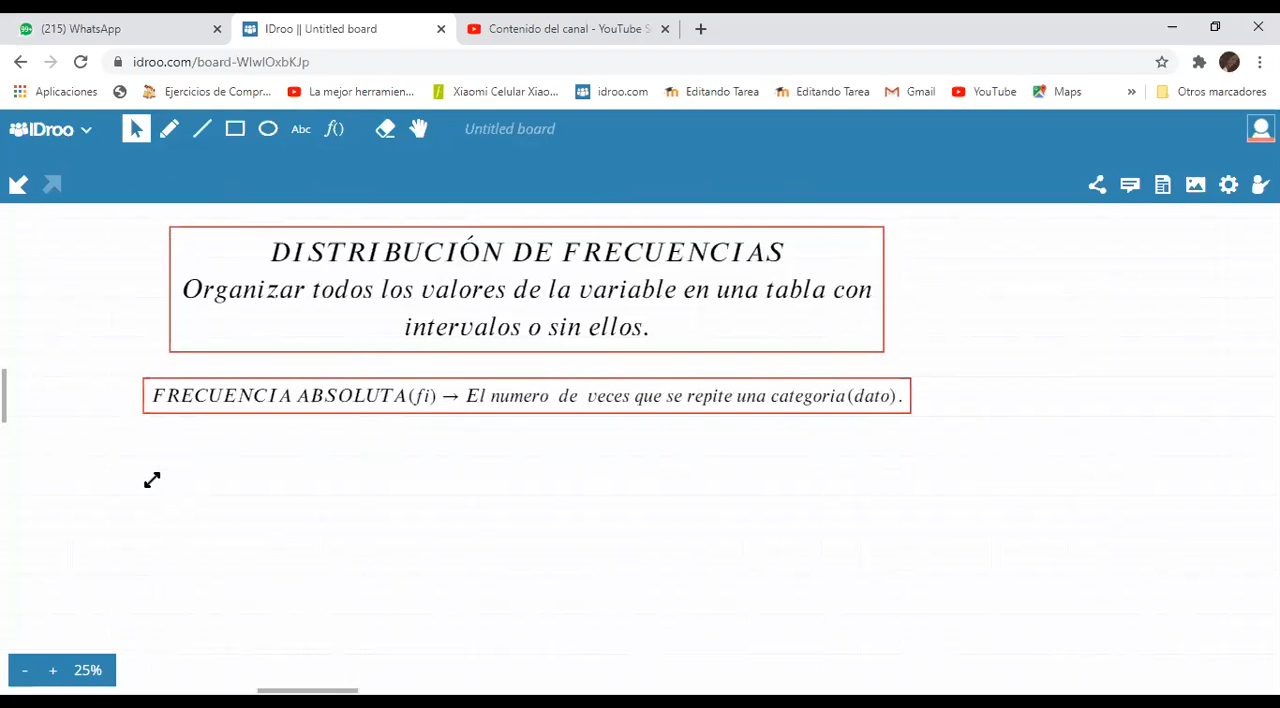 (215) WhatsApp
IDroo || Untitled board
Contenido del canal - YouTube S
idroo.com/board-WlwlOxbKJp
Aplicaciones
Ejercicios de Compr...
La mejor herramien...
Xiaomi Celular Xiao...
idroo.com
Editando Tarea
Editando Tarea
Gmail
YouTube
Maps
»
Otros marcadores
IDroo
Abc
f()
Untitled board
DISTRIBUCIÓN DE FRECUENCIAS
Organizar todos los valores de la variable en una tabla con
intervalos o sin ellos.
FRECUENCIA ABSOLUTA(fi) → El numero de veces que se repite una categoria(dato).
- + 25%